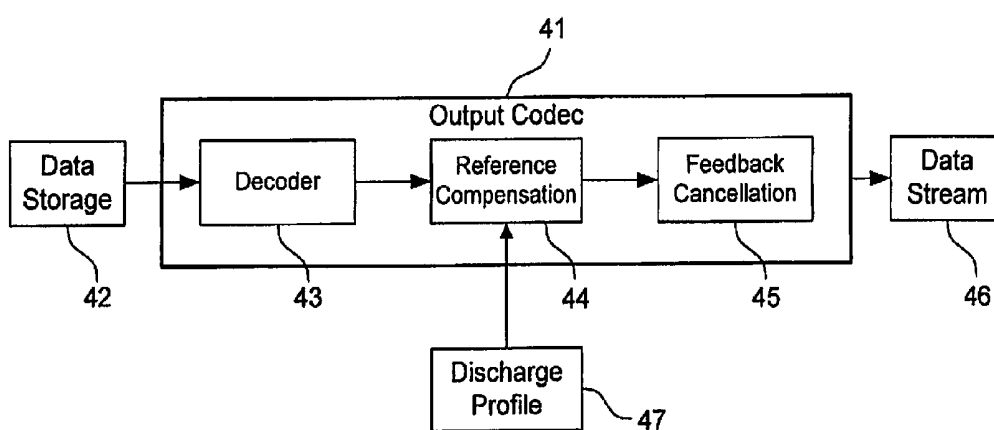 41
Output Codec
Data
Storage
Decoder
Reference
Compensation
Feedback
Cancellation
Data
Stream
42
43
44
45
46
Discharge
Profile
47